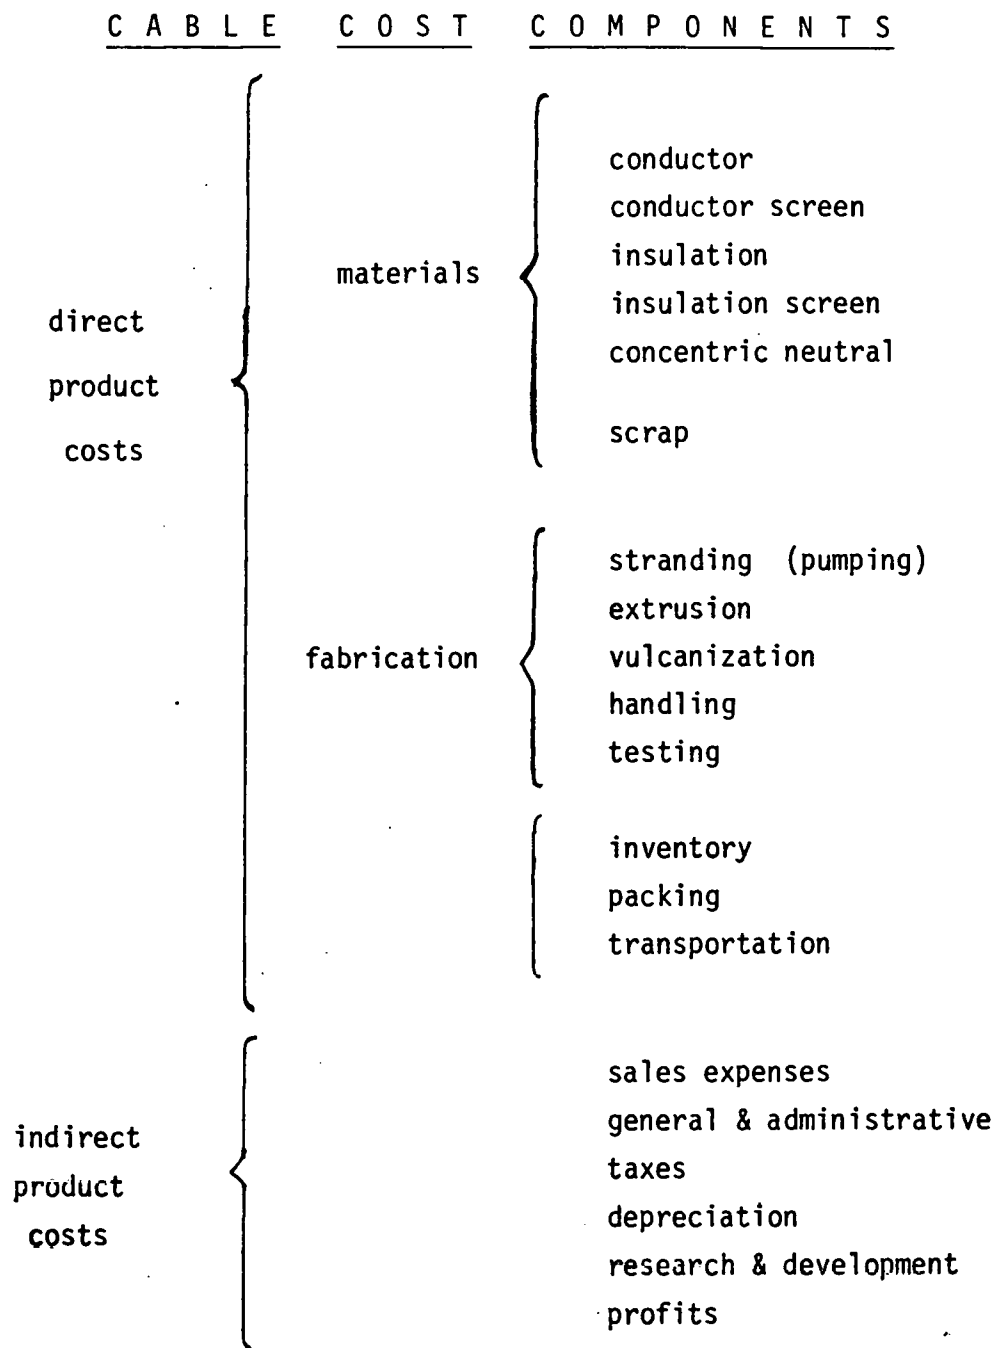 CABLE COST COMPONENTS
direct
product
costs
materials
conductor
conductor screen
insulation
insulation screen
concentric neutral
scrap
fabrication
stranding (pumping)
extrusion
vulcanization
handling
testing
inventory
packing
transportation
indirect
product
costs
sales expenses
general & administrative
taxes
depreciation
research & development
profits